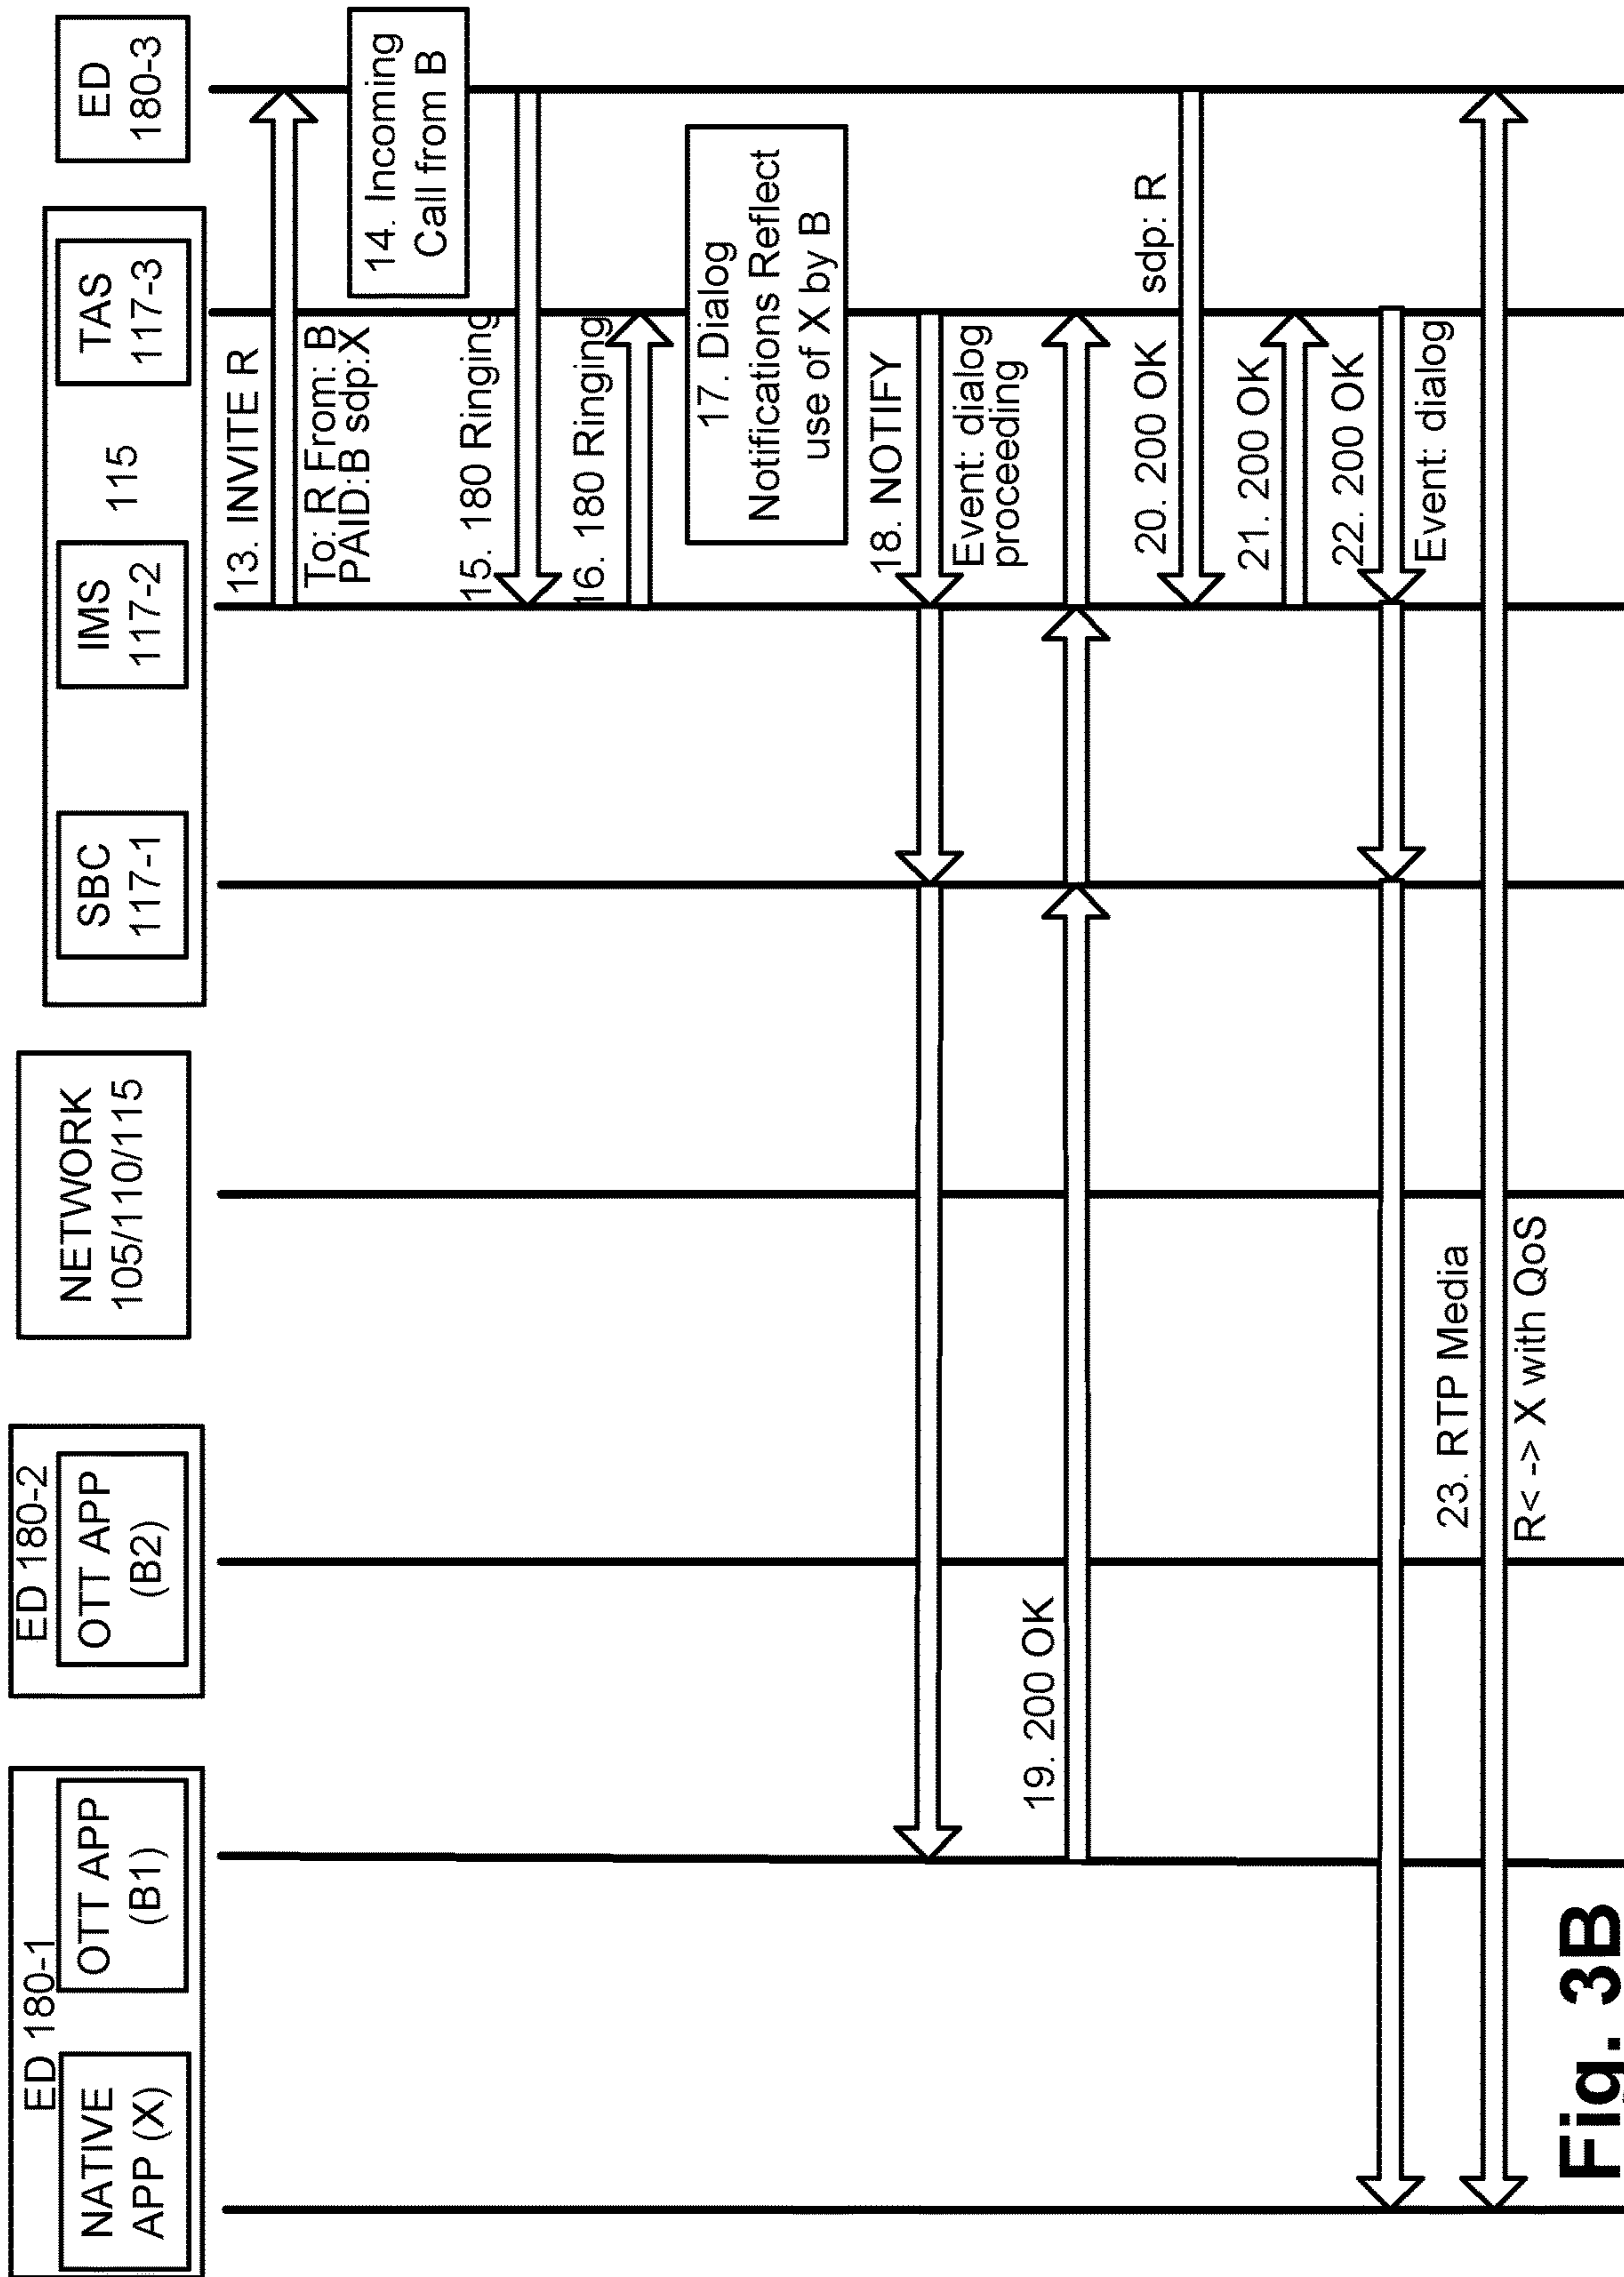 ED 180-1
NATIVE
APP (X)
OTT APP
(B1)
ED 180-2
OTT APP
(B2)
NETWORK
105/110/115
SBC
117-1
IMS
117-2
115
TAS
117-3
ED
180-3
13. INVITE R
To: R From: B
PAID:B sdp:X
14. Incoming
Call from B
15. 180 Ringing
16. 180 Ringing
17. Dialog
Notifications Reflect
use of X by B
18. NOTIFY
Event: dialog
proceeding
19. 200 OK
20. 200 OK
sdp: R
21. 200 OK
22. 200 OK
Event: dialog
23. RTP Media
R< -> X with QoS
Fig. 3B